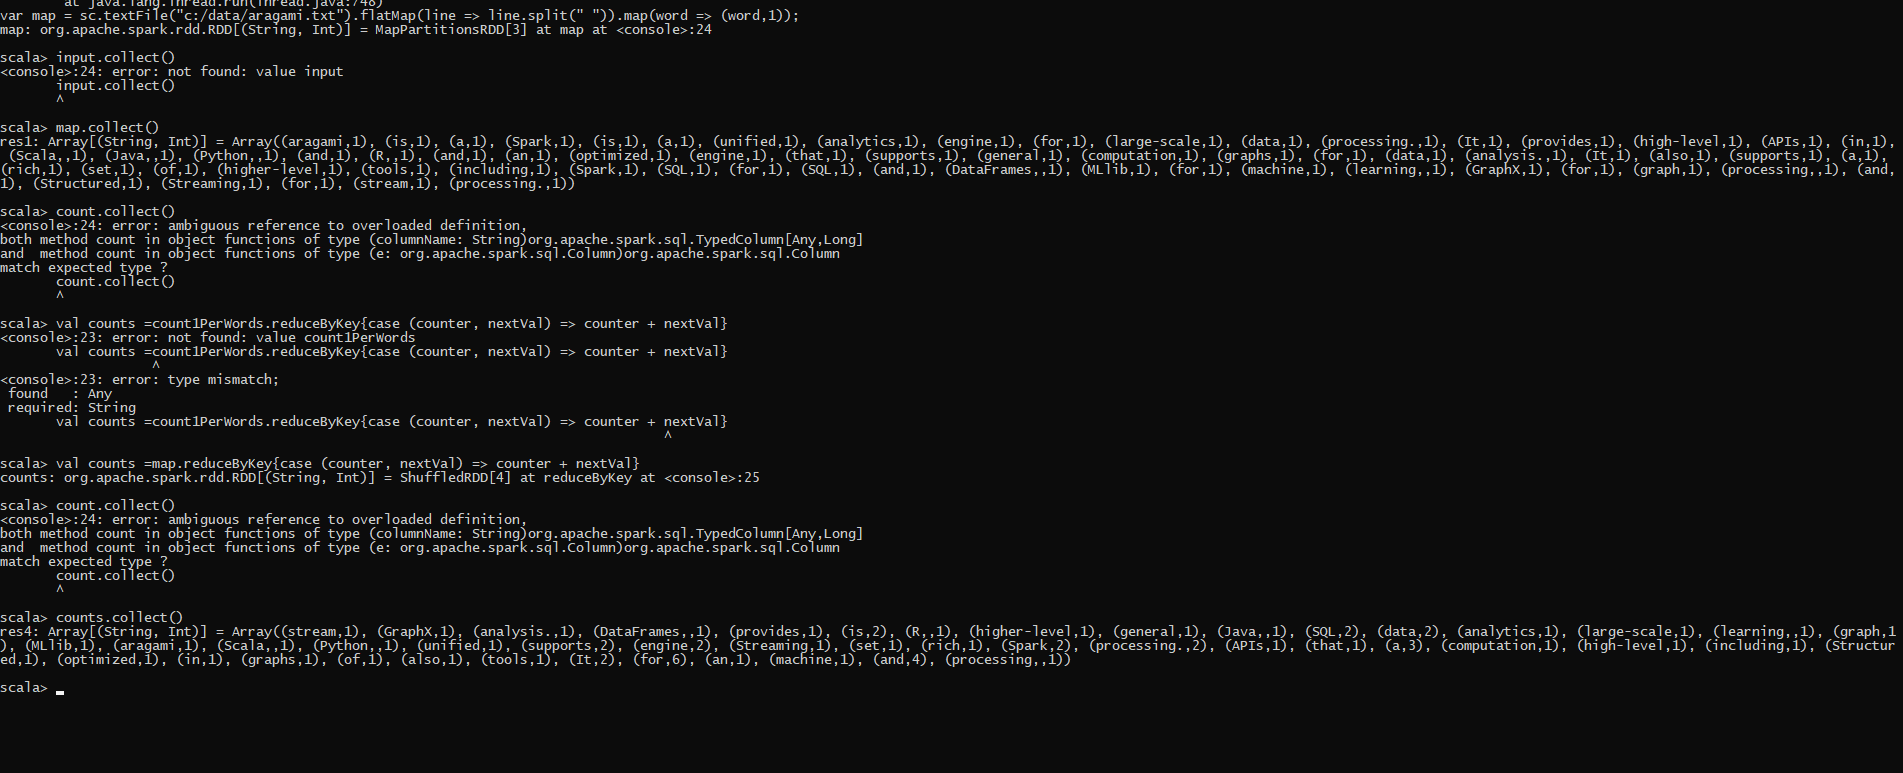 at java.lang.Thread.run(Thread.java:748)
var map = sc.textFile("c:/data/aragami.txt").flatMap(line => line.split(" ")).map(word => (word,1));
map: org.apache.spark.rdd.RDD[(String, Int)] = MapPartitionsRDD[3] at map at <console>:24
scala> input.collect()
<console>:24: error: not found: value input
input.collect()
^
scala> map.collect()
res1: Array[(String, Int)] = Array((aragami,1), (is,1), (a,1), (Spark,1), (is,1), (a,1), (unified,1), (analytics,1), (engine,1), (for,1), (large-scale,1), (data,1), (processing.,1), (It,1), (provides,1), (high-level,1), (APIs,1), (in,1),
(Scala,,1), (Java,,1), (Python,,1), (and,1), (R,,1), (and,1), (an,1), (optimized,1), (engine,1), (that,1), (supports,1), (general,1), (computation,1), (graphs,1), (for,1), (data,1), (analysis.,1), (It,1), (also,1), (supports,1), (a,1),
(rich,1), (set,1), (of,1), (higher-level,1), (tools,1), (including,1), (Spark,1), (SQL,1), (for,1), (SQL,1), (and,1), (DataFrames,,1), (MLlib,1), (for,1), (machine,1), (learning,,1), (GraphX,1), (for,1), (graph,1), (processing,,1), (and,
1), (Structured,1), (Streaming,1), (for,1), (stream,1), (processing.,1))
scala> count.collect()
<console>:24: error: ambiguous reference to overloaded definition,
both method count in object functions of type (columnName: String)org.apache.spark.sql.TypedColumn[Any,Long]
and  method count in object functions of type (e: org.apache.spark.sql.Column)org.apache.spark.sql.Column
match expected type ?
count.collect()
^
scala> val counts =count1PerWords.reduceByKey{case (counter, nextVal) => counter + nextVal}
<console>:23: error: not found: value count1PerWords
val counts =count1PerWords.reduceByKey{case (counter, nextVal) => counter + nextVal}
^
<console>:23: error: type mismatch;
found   : Any
required: String
val counts =count1PerWords.reduceByKey{case (counter, nextVal) => counter + nextVal}
^
scala> val counts =map.reduceByKey{case (counter, nextVal) => counter + nextVal}
counts: org.apache.spark.rdd.RDD[(String, Int)] = ShuffledRDD[4] at reduceByKey at <console>:25
scala> count.collect()
<console>:24: error: ambiguous reference to overloaded definition,
both method count in object functions of type (columnName: String)org.apache.spark.sql.TypedColumn[Any,Long]
and  method count in object functions of type (e: org.apache.spark.sql.Column)org.apache.spark.sql.Column
match expected type ?
count.collect()
^
scala> counts.collect()
res4: Array[(String, Int)] = Array((stream,1), (GraphX,1), (analysis.,1), (DataFrames,,1), (provides,1), (is,2), (R,,1), (higher-level,1), (general,1), (Java,,1), (SQL,2), (data,2), (analytics,1), (large-scale,1), (learning,,1), (graph,1
), (MLlib,1), (aragami,1), (Scala,,1), (Python,,1), (unified,1), (supports,2), (engine,2), (Streaming,1), (set,1), (rich,1), (Spark,2), (processing.,2), (APIs,1), (that,1), (a,3), (computation,1), (high-level,1), (including,1), (Structur
ed,1), (optimized,1), (in,1), (graphs,1), (of,1), (also,1), (tools,1), (It,2), (for,6), (an,1), (machine,1), (and,4), (processing,,1))
scala>